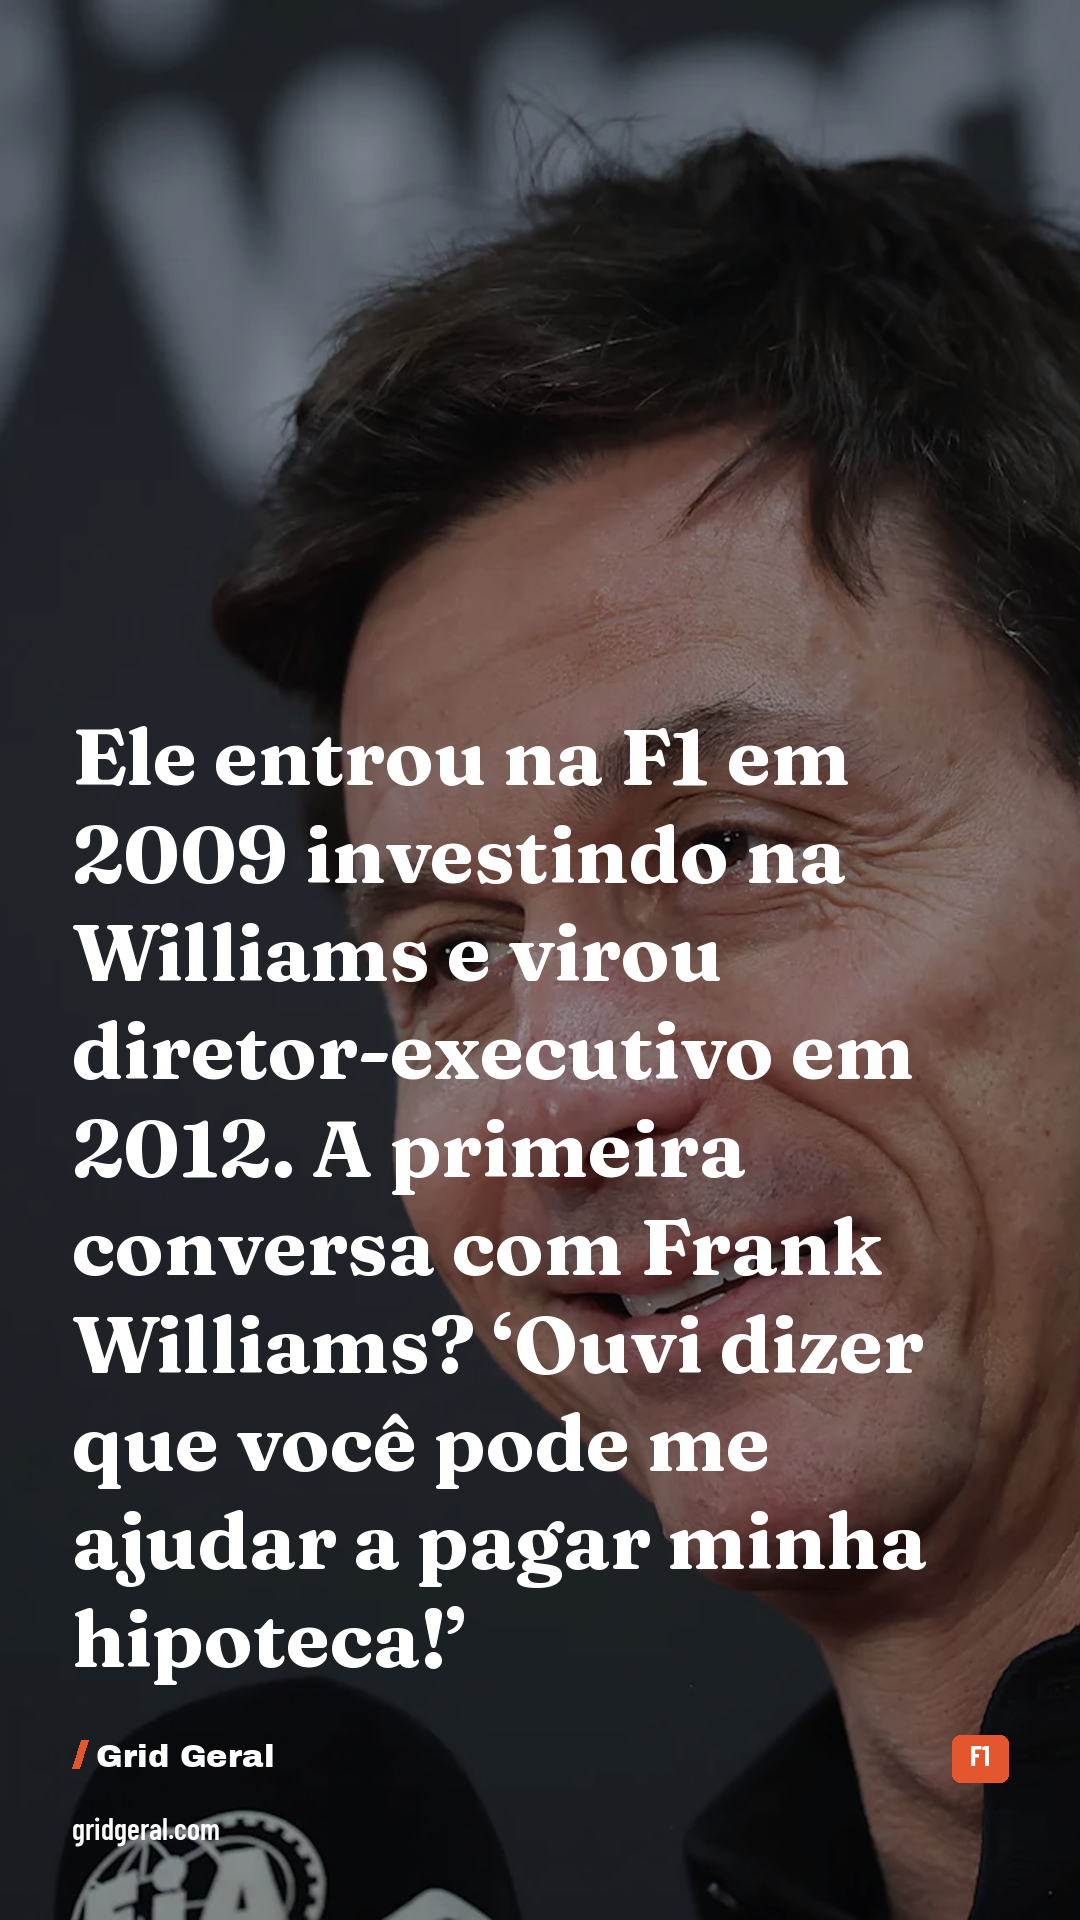 Ele entrou na F1 em
2009 investindo na
Williams e virou
diretor-executivo em
2012. A primeira
conversa com Frank
Williams? ‘Ouvi dizer
que você pode me
ajudar a pagar minha
hipoteca!’
/ Grid Geral
F1
gridgeral.com
FiA